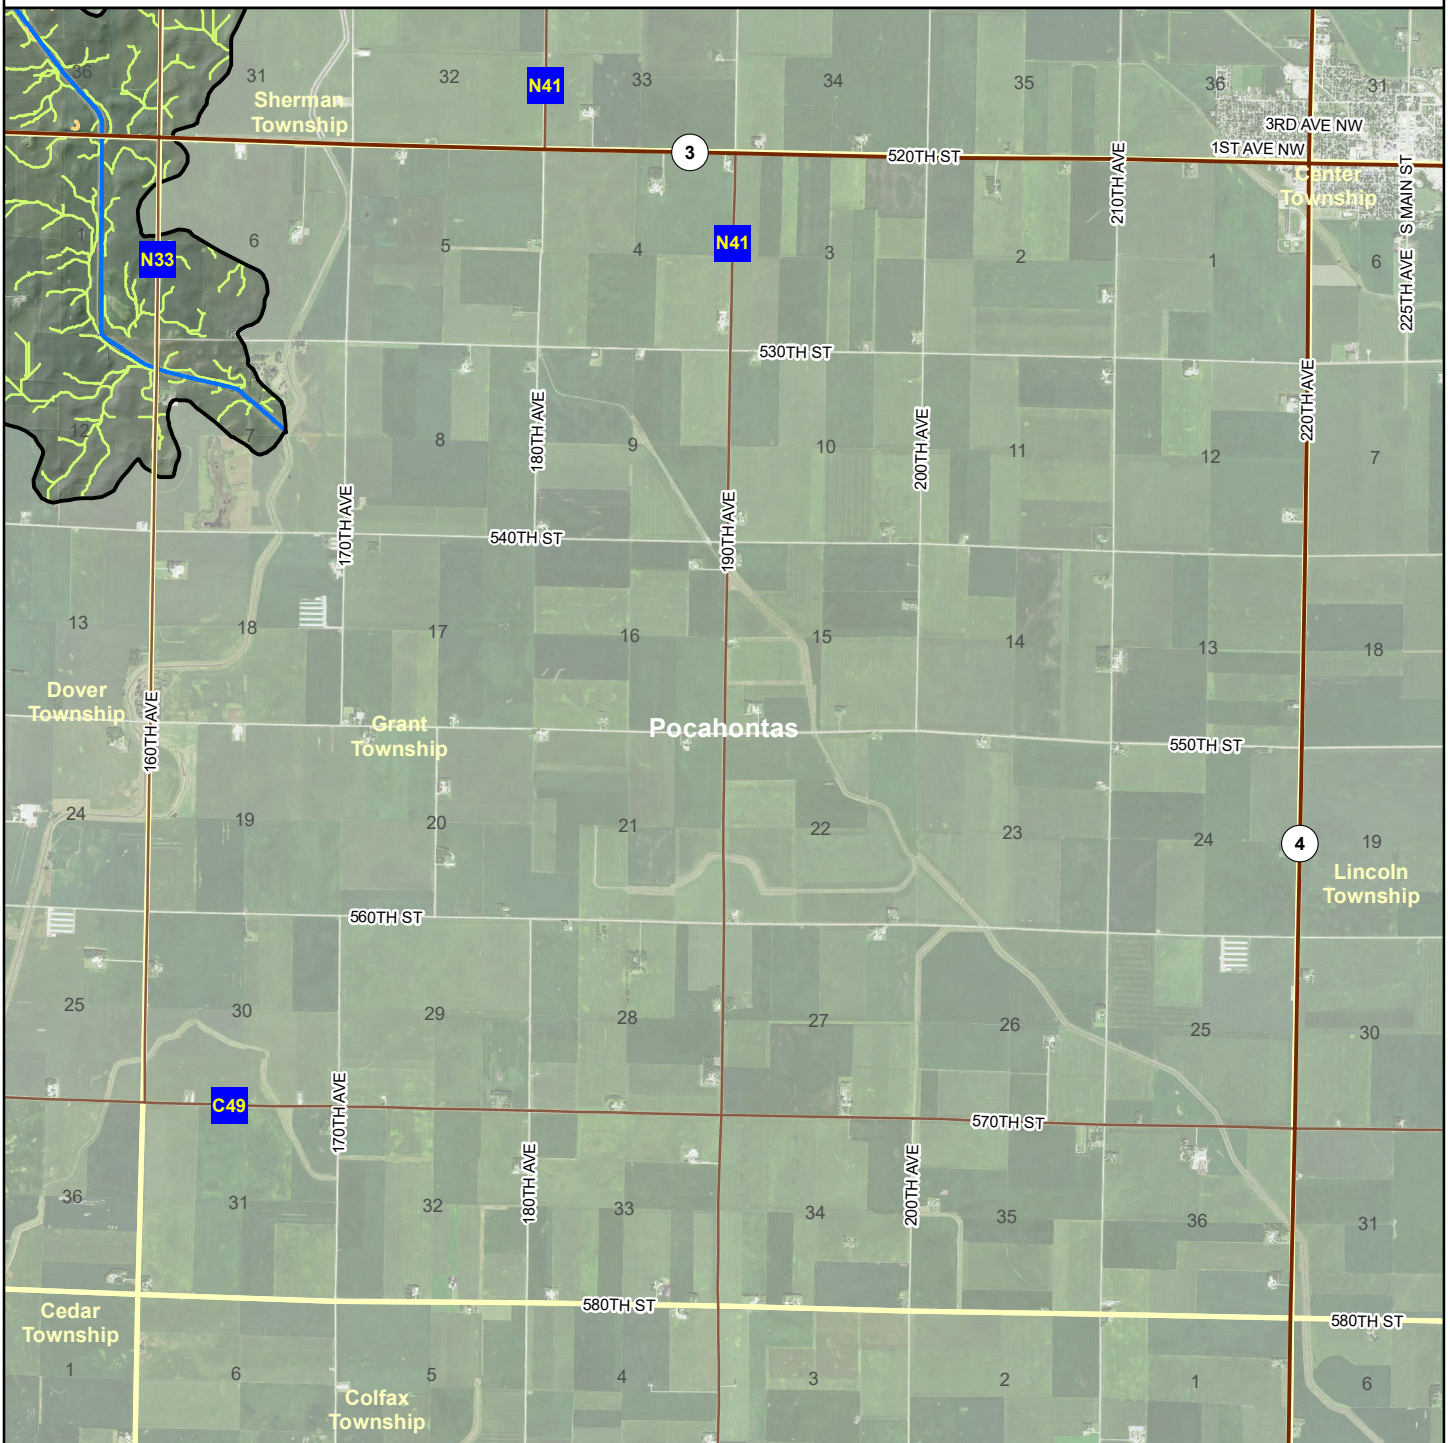 36
31
32
N41
33
34
35
36
31
Sherman
Township
3RD AVE NW
1ST AVE NW
3
520TH ST
210TH AVE
Center
Township
S MAIN ST
1
N33
6
5
4
N41
3
2
1
6
225TH AVE
530TH ST
220TH AVE
12
7
8
180TH AVE
9
10
200TH AVE
11
12
7
170TH AVE
540TH ST
190TH AVE
13
18
17
16
15
14
13
18
Dover
Township
160TH AVE
Grant
Township
Pocahontas
550TH ST
24
19
20
21
22
23
24
4
19
Lincoln
Township
560TH ST
25
30
29
28
27
26
25
30
C49
170TH AVE
570TH ST
36
31
32
180TH AVE
33
34
200TH AVE
35
36
31
Cedar
Township
580TH ST
580TH ST
1
6
5
4
3
2
1
6
Colfax
Township